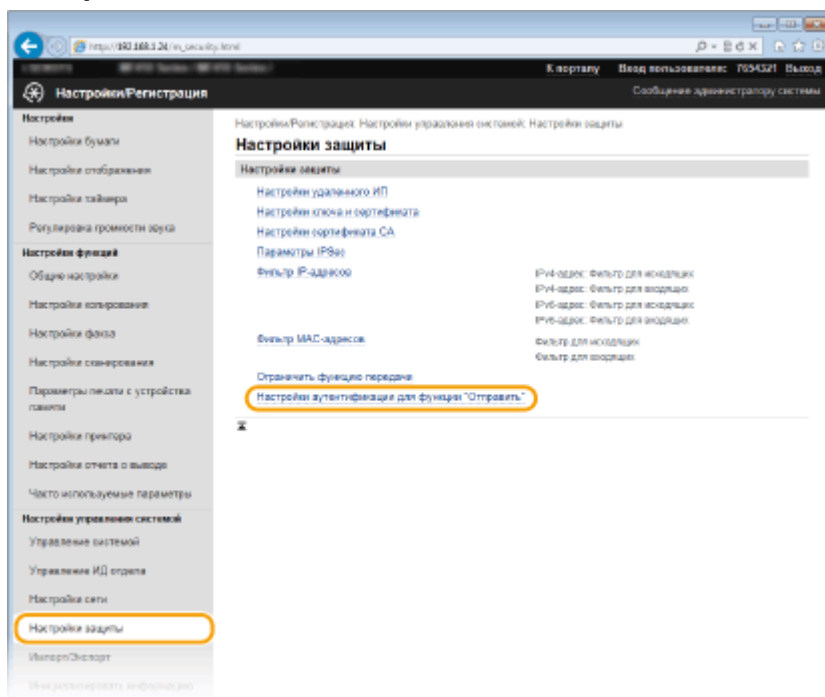 http://192.168.1.24/m_security.html
К порталу Вход пользователя: 7654321 Выход
Настройки/Регистрация
Сообщение администратору системы
Настройки
Настройки бумаги
Настройки отображения
Настройки таймера
Регулировка громкости звука
Настройки функций
Общие настройки
Настройки копирования
Настройки факса
Настройки сканирования
Параметры печати с устройства
памяти
Настройки принтера
Настройки отчета о выводе
Часто используемые параметры
Настройки управления системой
Управление системой
Управление ИД отдела
Настройки сети
Настройки защиты
Импорт/Экспорт
Инициализировать информацию
Настройки/Регистрация: Настройки управления системой: Настройки защиты
Настройки защиты
Настройки защиты
Настройки удаленного ИП
Настройки ключа и сертификата
Настройки сертификата CA
Параметры IPSec
Фильтр IP-адресов
IPv4-адрес: Фильтр для исходящих
IPv4-адрес: Фильтр для входящих
IPv6-адрес: Фильтр для исходящих
IPv6-адрес: Фильтр для входящих
Фильтр MAC-адресов
Фильтр для исходящих
Фильтр для входящих
Ограничить функцию передачи
Настройки аутентификации для функции "Отправить"